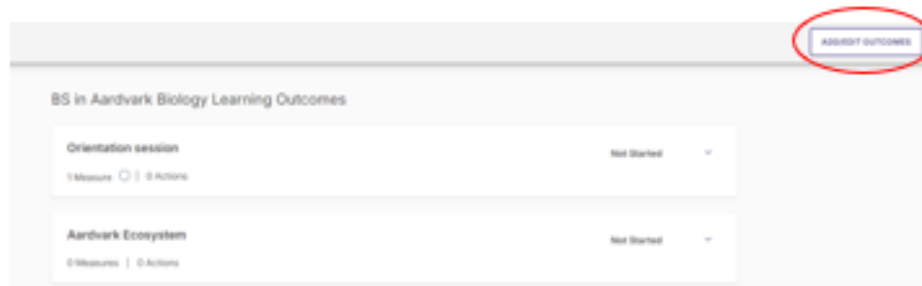 ADD/EDIT OUTCOMES
BS in Aardvark Biology Learning Outcomes
Orientation session
Not Started
1 Measure | 0 Actions
Aardvark Ecosystem
Not Started
0 Measures | 0 Actions